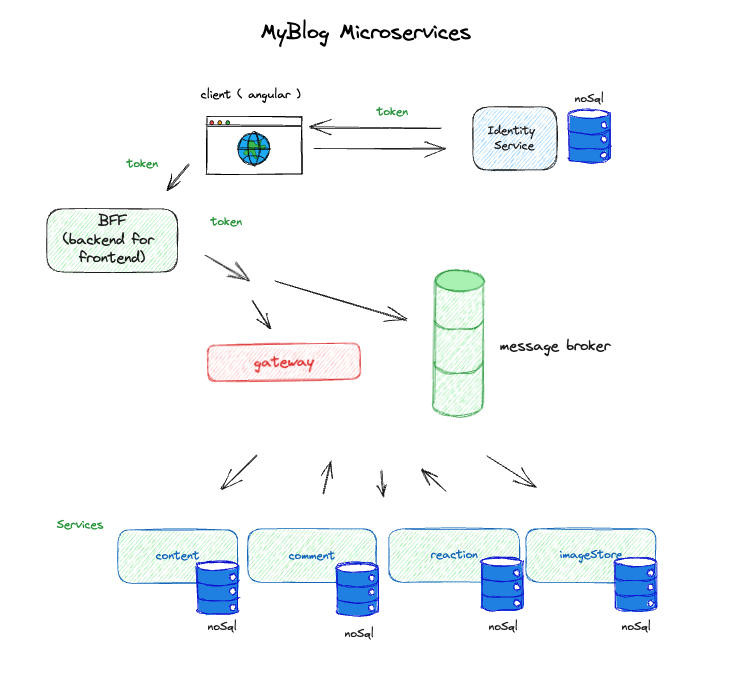 MyBlog Microservices
client ( angular )
noSql
token
Identity
Service
token
BFF
(backend for
frontend)
token
gateway
message broker
Services
content
comment
reaction
imageStore
noSql
noSql
noSql
noSql